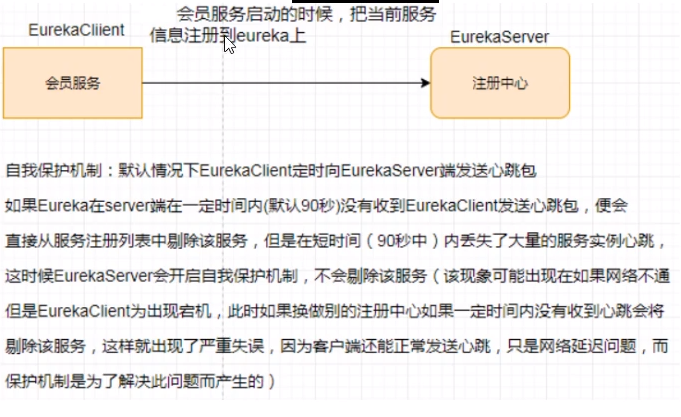 会员服务启动的时候，把当前服务
EurekaCliient
信息注册到eureka上
EurekaServer
会员服务
注册中心
自我保护机制：默认情况下EurekaClient定时向EurekaServer端发送心跳包
如果Eureka在server端在一定时间内(默认90秒)没有收到EurekaClient发送心跳包，便会
直接从服务注册列表中剔除该服务，但是在短时间（90秒中）内丢失了大量的服务实例心跳，
这时候EurekaServer会开启自我保护机制，不会剔除该服务（该现象可能出现在如果网络不通
但是EurekaClient为出现宕机，此时如果换做别的注册中心如果一定时间内没有收到心跳会将
剔除该服务，这样就出现了严重失误，因为客户端还能正常发送心跳，只是网络延迟问题，而
保护机制是为了解决此问题而产生的）